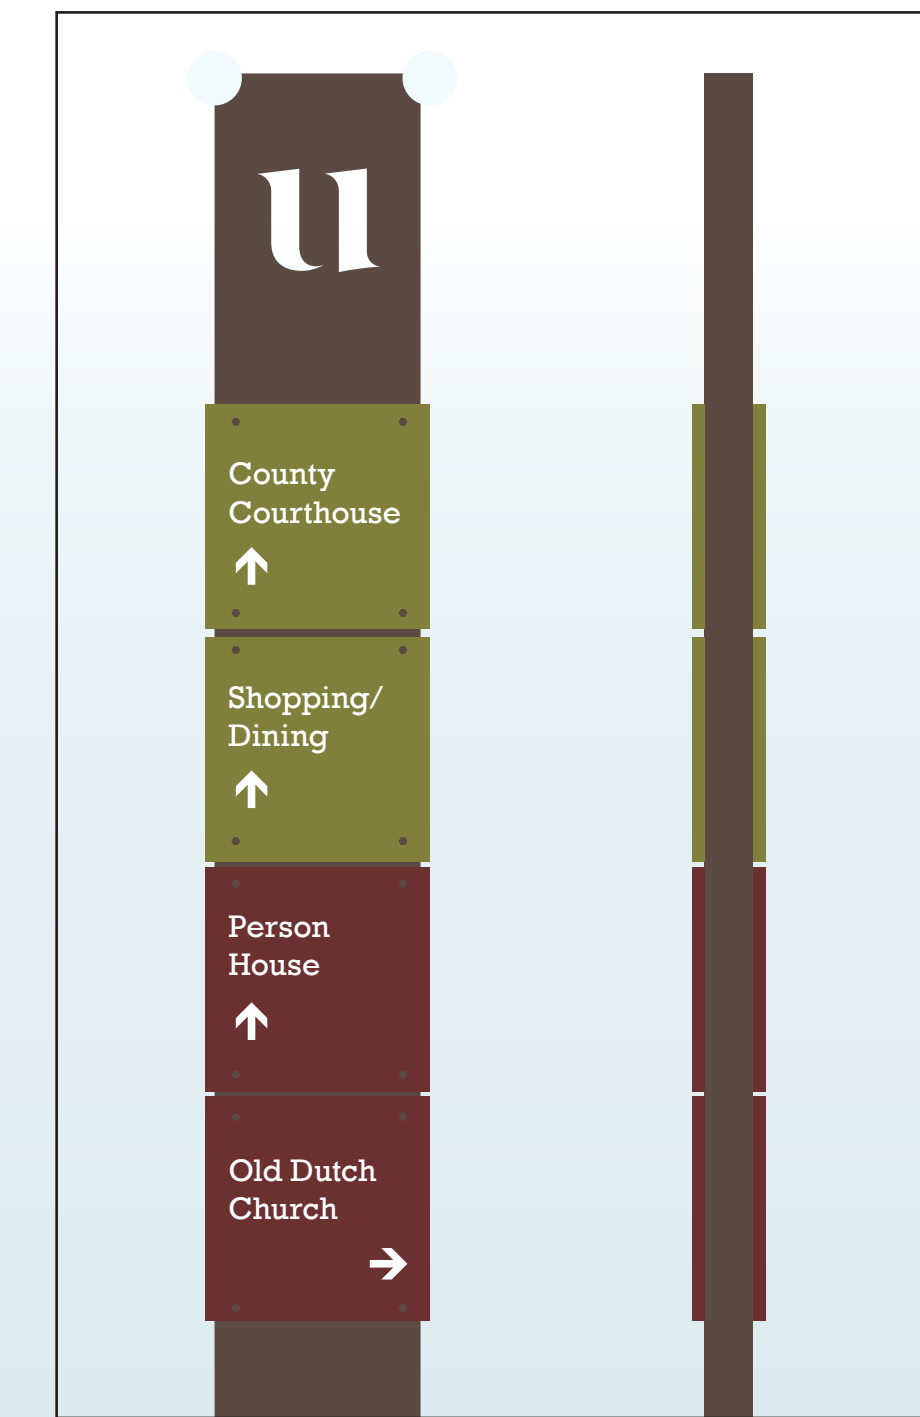 u
County
Courthouse
↑
Shopping/
Dining
↑
Person
House
↑
Old Dutch
Church
→